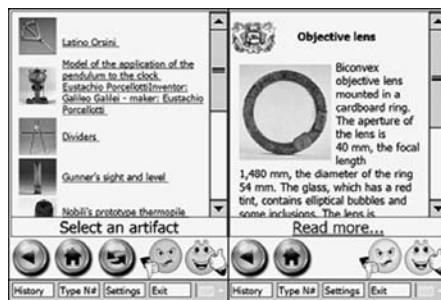 Latino Orsini
Model of the application of the
pendulum to the clock
Eustachio PorcellottiInventor:
Galileo Galilei - maker; Eustachio
Porcellotti
Dividers
Gunner's sight and level
Nobili's prototype thermopile
Select an artifact
History
Type N#
Settings
Exit
Objective lens
Biconvex
objective lens
mounted in a
cardboard ring.
The aperture of
the lens is
40 mm, the focal
length
1,480 mm, the diameter of the ring
54 mm. The glass, which has a red
tint, contains elliptical bubbles and
some inclusions. The lens is
Read more...
History
Type N#
Settings
Exit